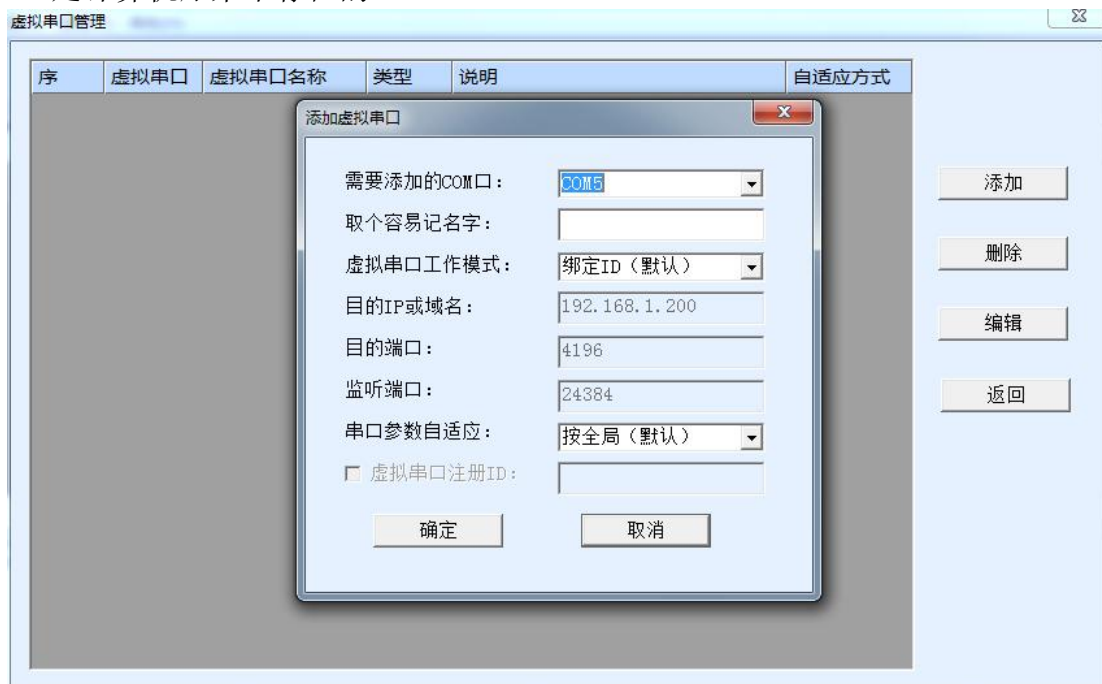 虚拟串口管理
序 虚拟串口 虚拟串口名称 类型 说明 自适应方式
添加虚拟串口
需要添加的COM口: COM5
取个容易记名字:
虚拟串口工作模式: 绑定ID（默认）
目的IP或域名: 192.168.1.200
目的端口: 4196
监听端口: 24384
串口参数自适应: 按全局（默认）
虚拟串口注册ID:
确定 取消
添加
删除
编辑
返回